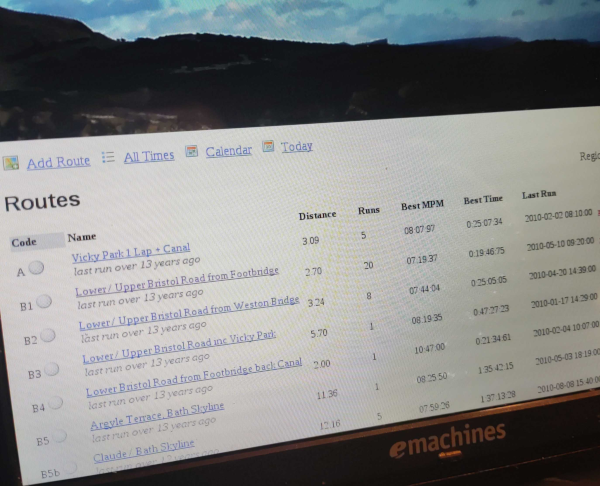 Add Route All Times Calendar Today
Regio
Routes
Code Name Distance Runs Best MPM Best Time Last Run
A Vicky Park 1 Lap + Canal 3.09 5 08:07:97 0:25:07:34 2010-02-02 08:10:00
last run over 13 years ago
B1 Lower / Upper Bristol Road from Footbridge 2.70 20 07:19:37 0:19:46:75 2010-05-10 09:20:00
last run over 13 years ago
B2 Lower / Upper Bristol Road from Weston Bridge 3.24 8 07:44:04 0:25:05:05 2010-04-20 14:39:00
last run over 13 years ago
B3 Lower / Upper Bristol Road inc Vicky Park 5.70 1 08:19:35 0:47:27:23 2010-01-17 14:29:00
last run over 13 years ago
B4 Lower Bristol Road from Footbridge back Canal 2.00 1 10:47:00 0:21:34:61 2010-02-04 10:07:00
last run over 13 years ago
B5 Argyle Terrace, Bath Skyline 11.36 1 08:25:50 1:35:42:15 2010-05-03 18:19:00
last run over 13 years ago
B5b Claude / Bath Skyline 12.16 5 07:59:26 1:37:13:28 2010-08-08 15:40:00
last run over 13 years ago
emachines